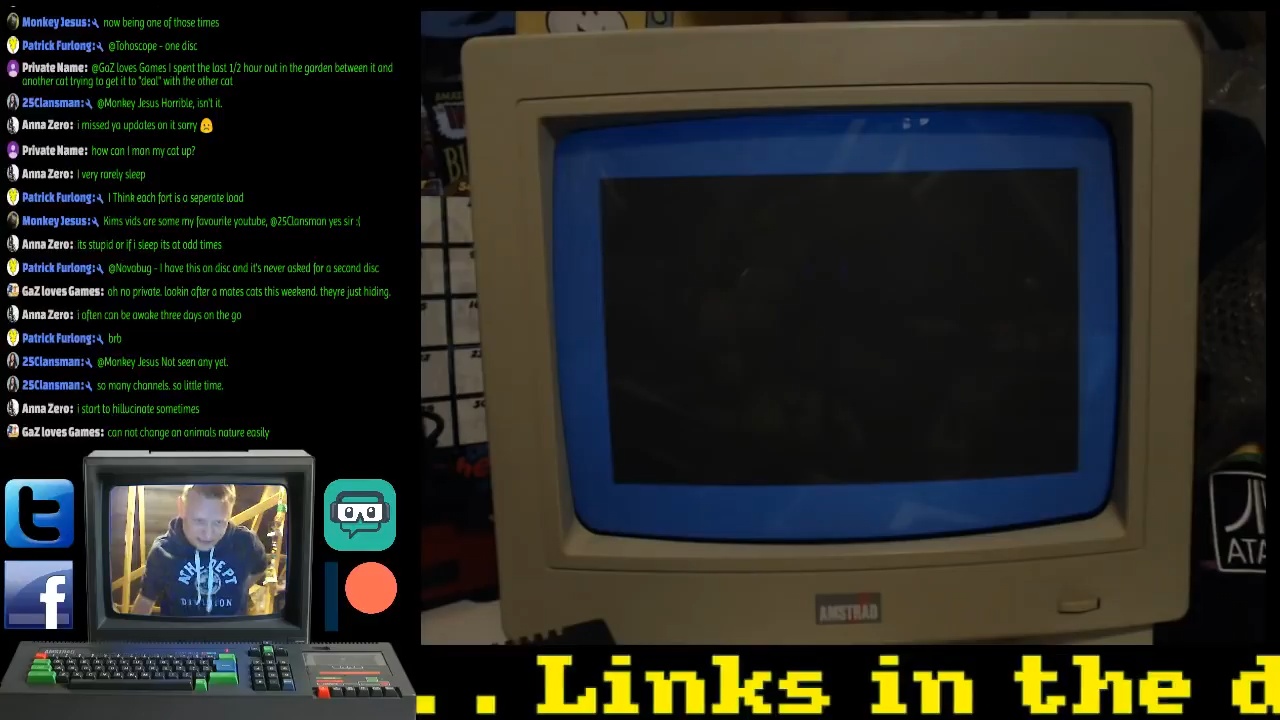 Monkey Jesus: now being one of those times
Patrick Furlong: @Tohoscope - one disc
Private Name: @GaZ loves Games I spent the last 1/2 hour out in the garden between it and
another cat trying to get it to "deal" with the other cat
25Clansman: @Monkey Jesus Horrible, isn't it.
Anna Zero: i missed ya updates on it sorry
Private Name: how can I man my cat up?
Anna Zero: I very rarely sleep
Patrick Furlong: I Think each fort is a seperate load
Monkey Jesus: Kims vids are some my favourite youtube, @25Clansman yes sir :(
Anna Zero: its stupid or if i sleep its at odd times
Patrick Furlong: @Novabug - I have this on disc and it's never asked for a second disc
GaZ loves Games: oh no private. lookin after a mates cats this weekend. theyre just hiding.
Anna Zero: i often can be awake three days on the go
Patrick Furlong: brb
25Clansman: @Monkey Jesus Not seen any yet.
25Clansman: so many channels. so little time.
Anna Zero: i start to hillucinate sometimes
GaZ loves Games: can not change an animals nature easily
AMSTRAD
ATA
DIVISION
. . Links in the d